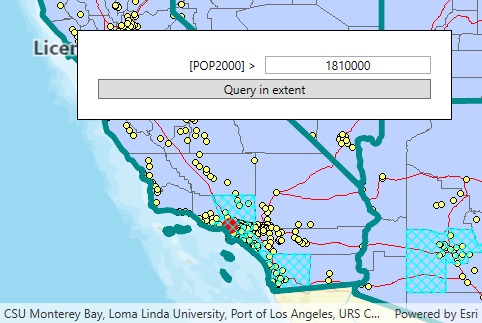 Licen
[POP2000] >
1810000
Query in extent
CSU Monterey Bay, Loma Linda University, Port of Los Angeles, URS C...
Powered by Esri